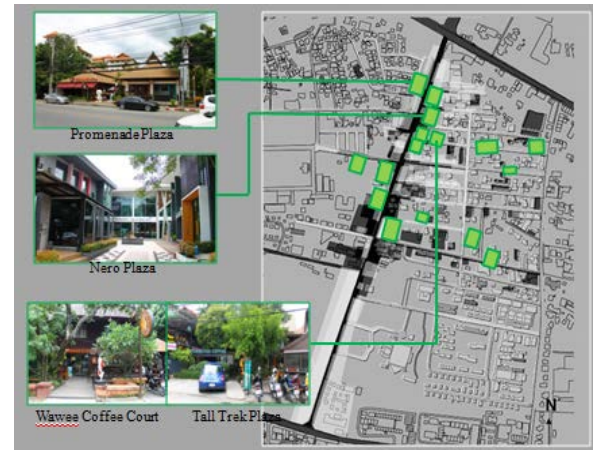 Promenade Plaza
Nero Plaza
Wawee Coffee Court
Tall Trek Plaza
N